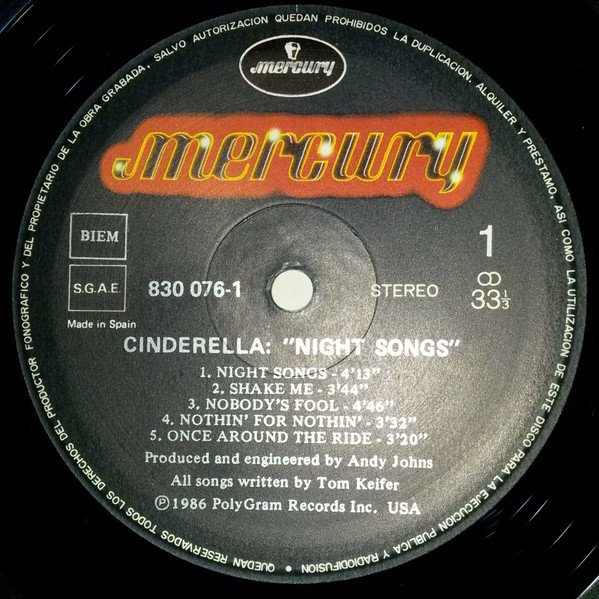 QUEDAN RESERVADOS TODOS LOS DERECHOS DEL PRODUCTOR FONOGRAFICO Y DEL PROPIETARIO DE LA OBRA GRABADA, SALVO AUTORIZACION QUEDAN PROHIBIDOS LA DUPLICACION, ALQUILER Y PRESTAMO, ASI COMO LA UTILIZACION DE ESTE DISCO PARA LA EJECUCION PUBLICA Y RADIODIFUSION •
mercury
mercury
BIEM
1
S.G.A.E.
830 076-1
STEREO
33 1/3
Made in Spain
CINDERELLA: "NIGHT SONGS"
1. NIGHT SONGS - 4'13"
2. SHAKE ME - 3'44"
3. NOBODY'S FOOL - 4'46"
4. NOTHIN' FOR NOTHIN' - 3'32"
5. ONCE AROUND THE RIDE - 3'20"
Produced and engineered by Andy Johns
All songs written by Tom Keifer
Ⓟ 1986 PolyGram Records Inc. USA